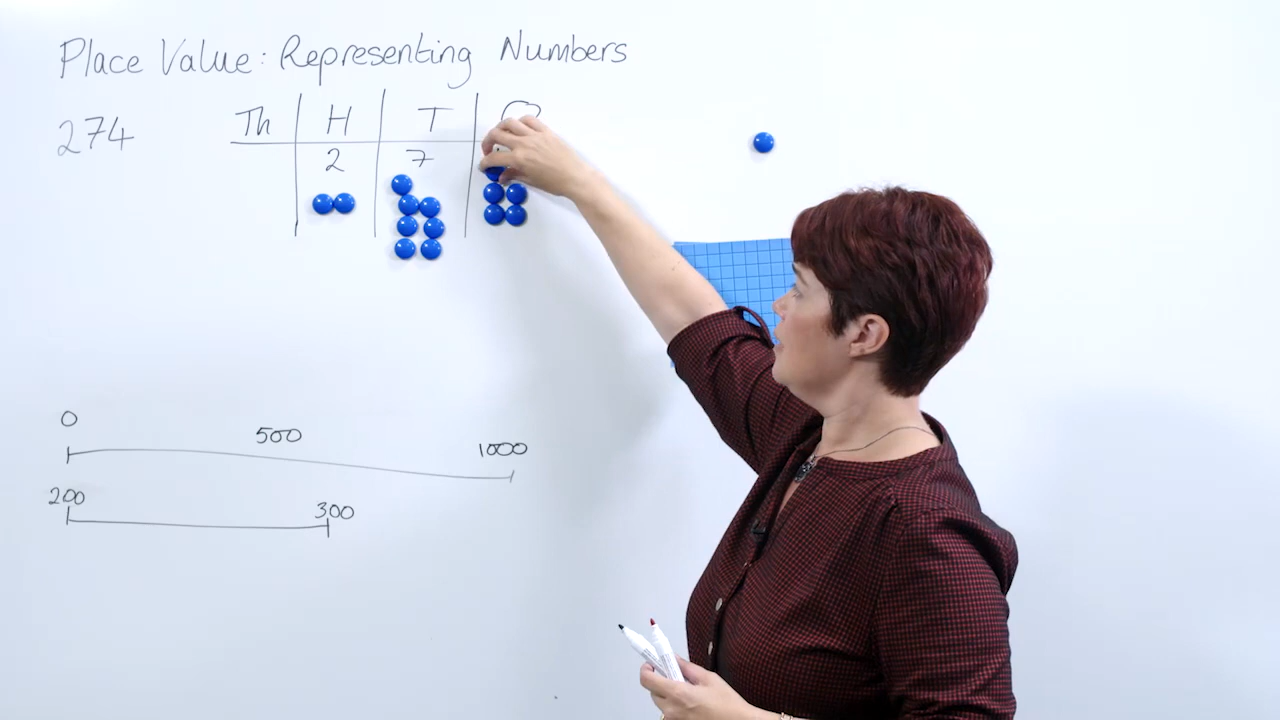 Place Value: Representing Numbers
274
Th H T O
2 7
0 500 1000
200 300